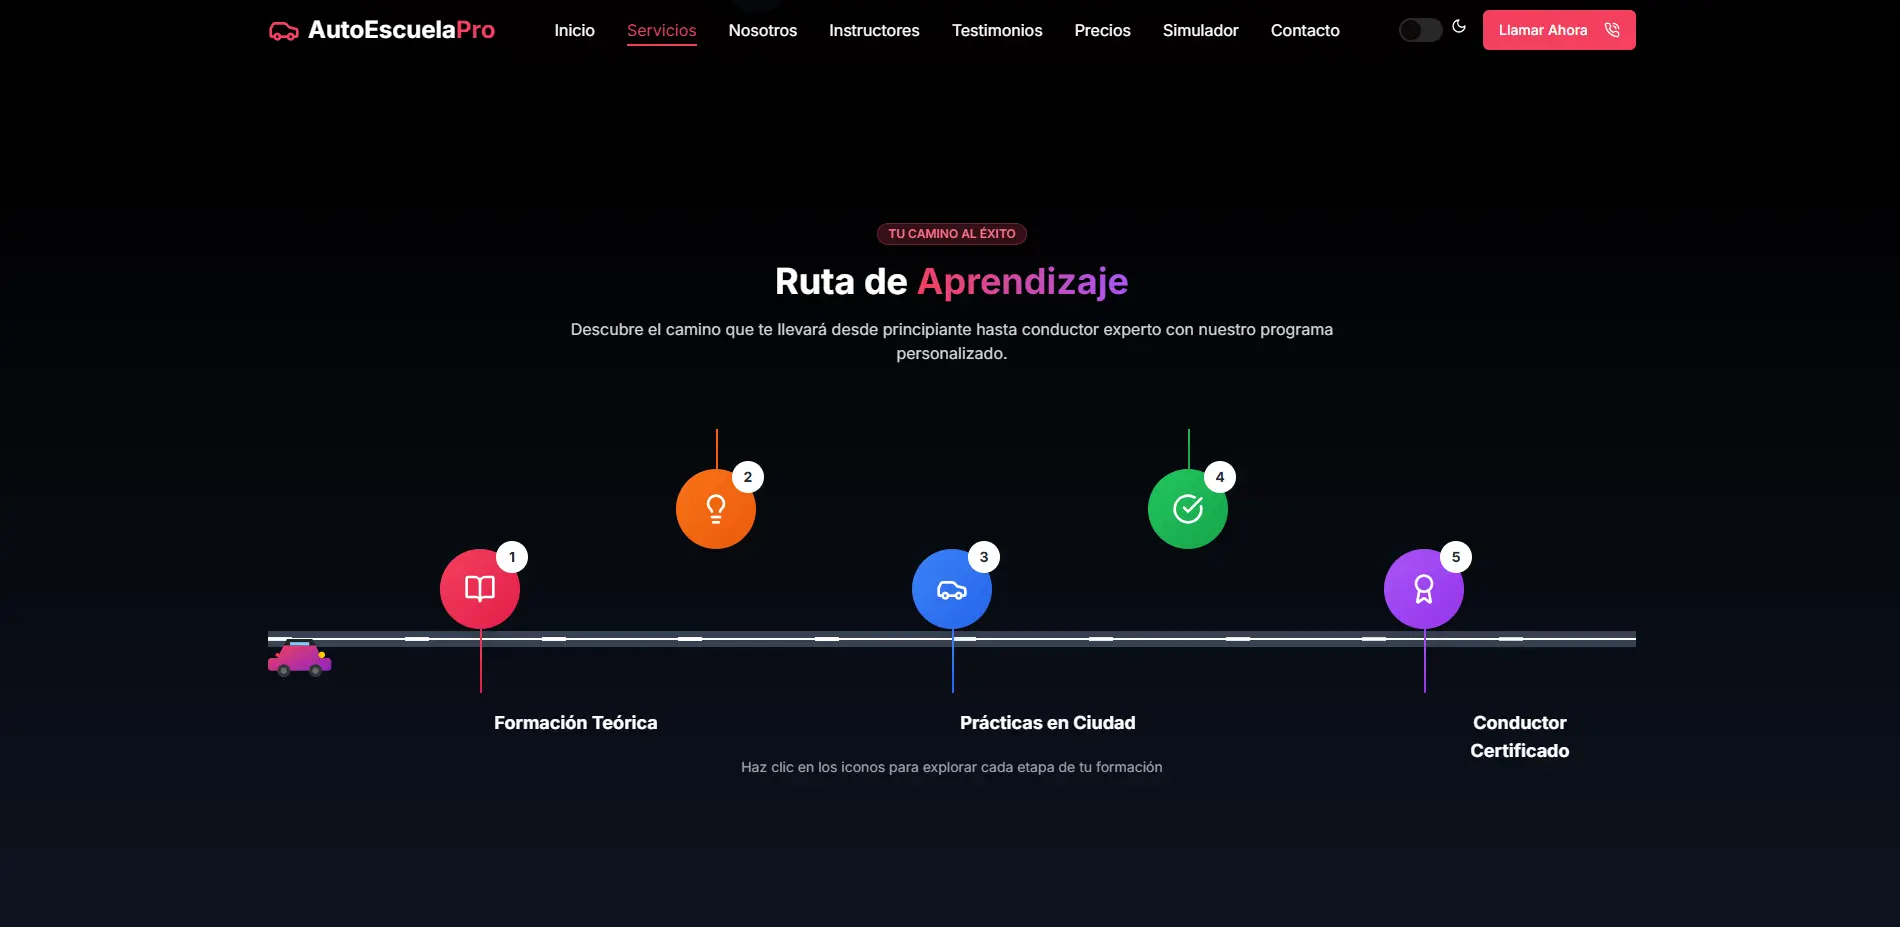 AutoEscuelaPro
Inicio
Servicios
Nosotros
Instructores
Testimonios
Precios
Simulador
Contacto
Llamar Ahora
TU CAMINO AL ÉXITO
Ruta de Aprendizaje
Descubre el camino que te llevará desde principiante hasta conductor experto con nuestro programa
personalizado.
2
4
1
3
5
Formación Teórica
Prácticas en Ciudad
Conductor
Certificado
Haz clic en los iconos para explorar cada etapa de tu formación